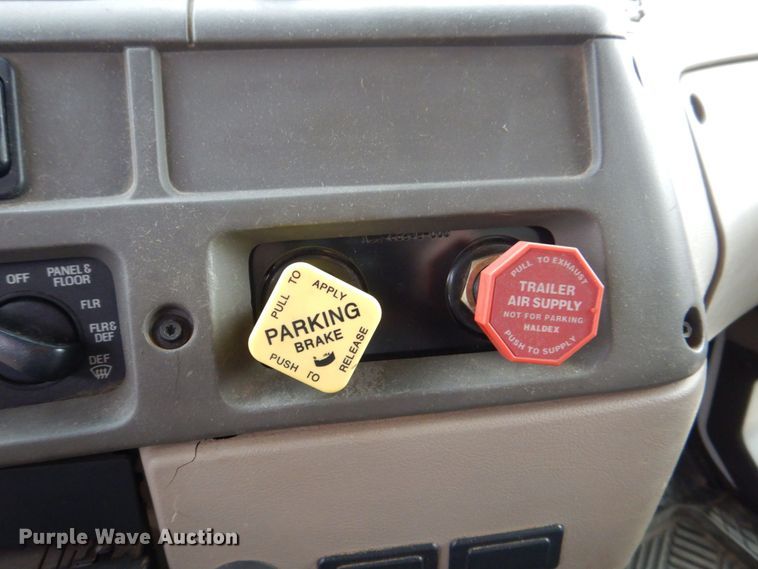 OFF
PANEL &
FLOOR
FLR
FLR &
DEF
DEF
PULL TO APPLY
PARKING
BRAKE
PUSH TO RELEASE
PULL TO EXHAUST
TRAILER
AIR SUPPLY
NOT FOR PARKING
HALDEX
PUSH TO SUPPLY
Purple Wave Auction